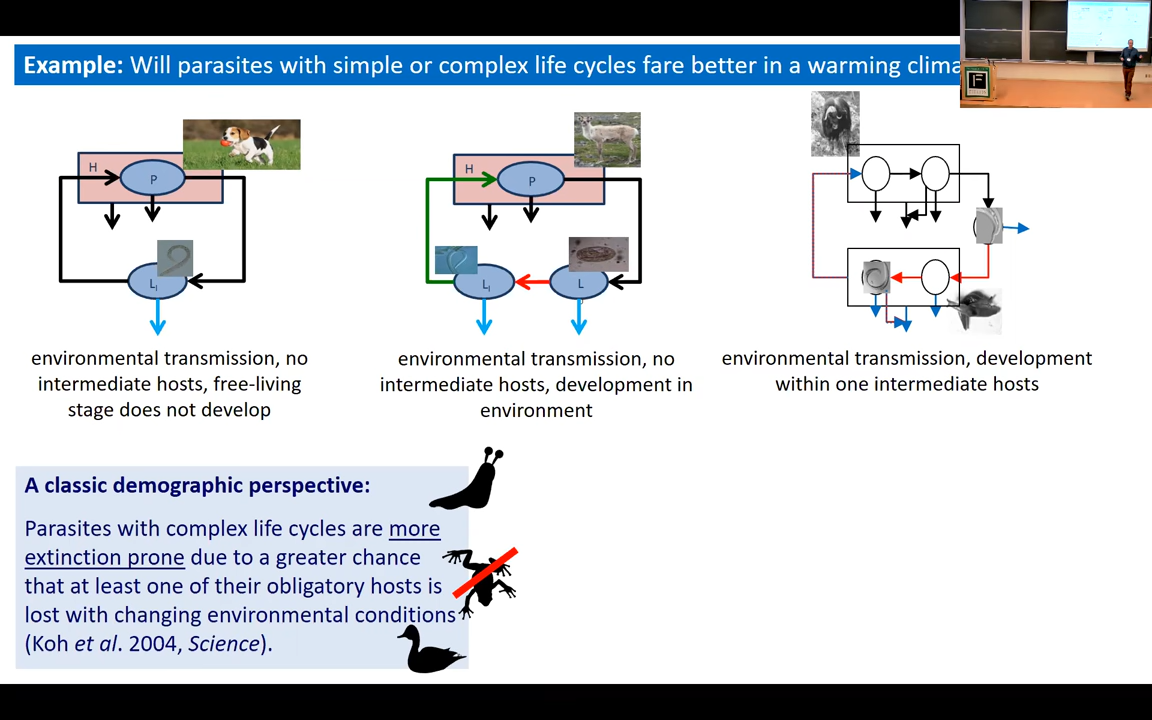 Example: Will parasites with simple or complex life cycles fare better in a warming clima
H
P
L
H
P
LI
L
environmental transmission, no
intermediate hosts, free-living
stage does not develop
environmental transmission, no
intermediate hosts, development in
environment
environmental transmission, development
within one intermediate hosts
A classic demographic perspective:
Parasites with complex life cycles are more
extinction prone due to a greater chance
that at least one of their obligatory hosts is
lost with changing environmental conditions
(Koh et al. 2004, Science).